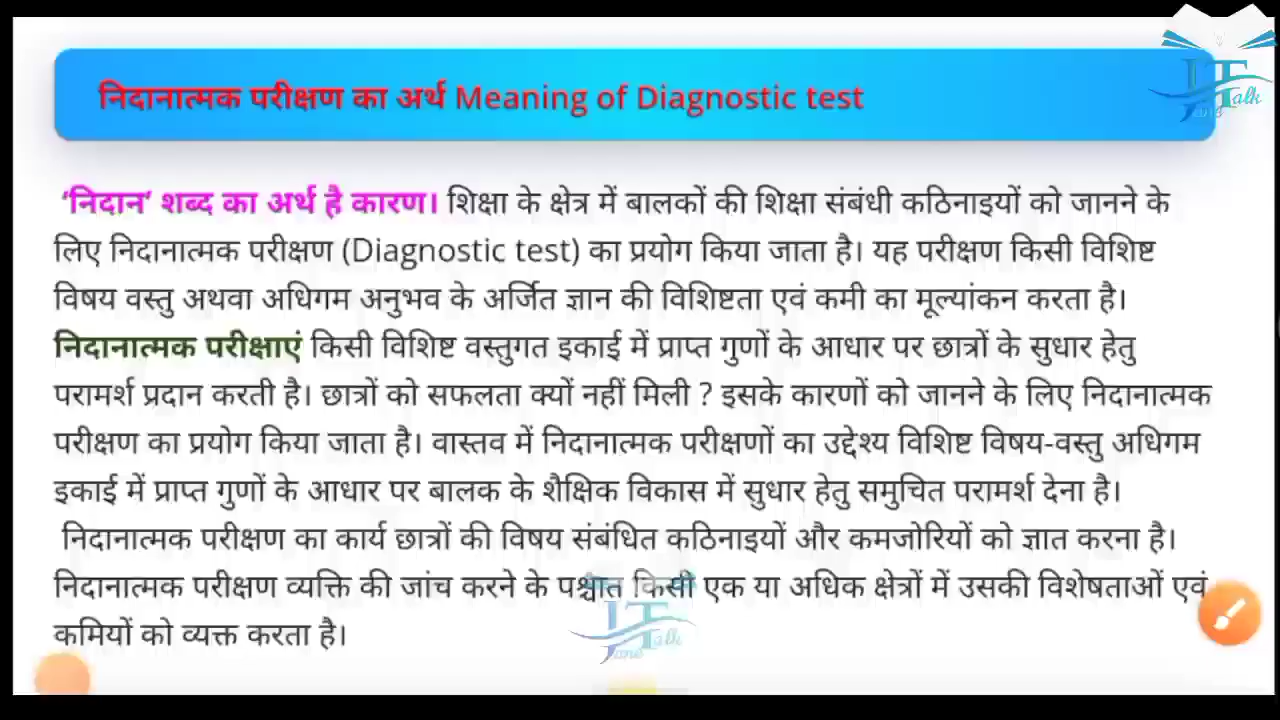 निदानात्मक परीक्षण का अर्थ Meaning of Diagnostic test
‘निदान’ शब्द का अर्थ है कारण। शिक्षा के क्षेत्र में बालकों की शिक्षा संबंधी कठिनाइयों को जानने के
लिए निदानात्मक परीक्षण (Diagnostic test) का प्रयोग किया जाता है। यह परीक्षण किसी विशिष्ट
विषय वस्तु अथवा अधिगम अनुभव के अर्जित ज्ञान की विशिष्टता एवं कमी का मूल्यांकन करता है।
निदानात्मक परीक्षाएं किसी विशिष्ट वस्तुगत इकाई में प्राप्त गुणों के आधार पर छात्रों के सुधार हेतु
परामर्श प्रदान करती है। छात्रों को सफलता क्यों नहीं मिली ? इसके कारणों को जानने के लिए निदानात्मक
परीक्षण का प्रयोग किया जाता है। वास्तव में निदानात्मक परीक्षणों का उद्देश्य विशिष्ट विषय-वस्तु अधिगम
इकाई में प्राप्त गुणों के आधार पर बालक के शैक्षिक विकास में सुधार हेतु समुचित परामर्श देना है।
निदानात्मक परीक्षण का कार्य छात्रों की विषय संबंधित कठिनाइयों और कमजोरियों को ज्ञात करना है।
निदानात्मक परीक्षण व्यक्ति की जांच करने के पश्चात किसी एक या अधिक क्षेत्रों में उसकी विशेषताओं एवं
कमियों को व्यक्त करता है।